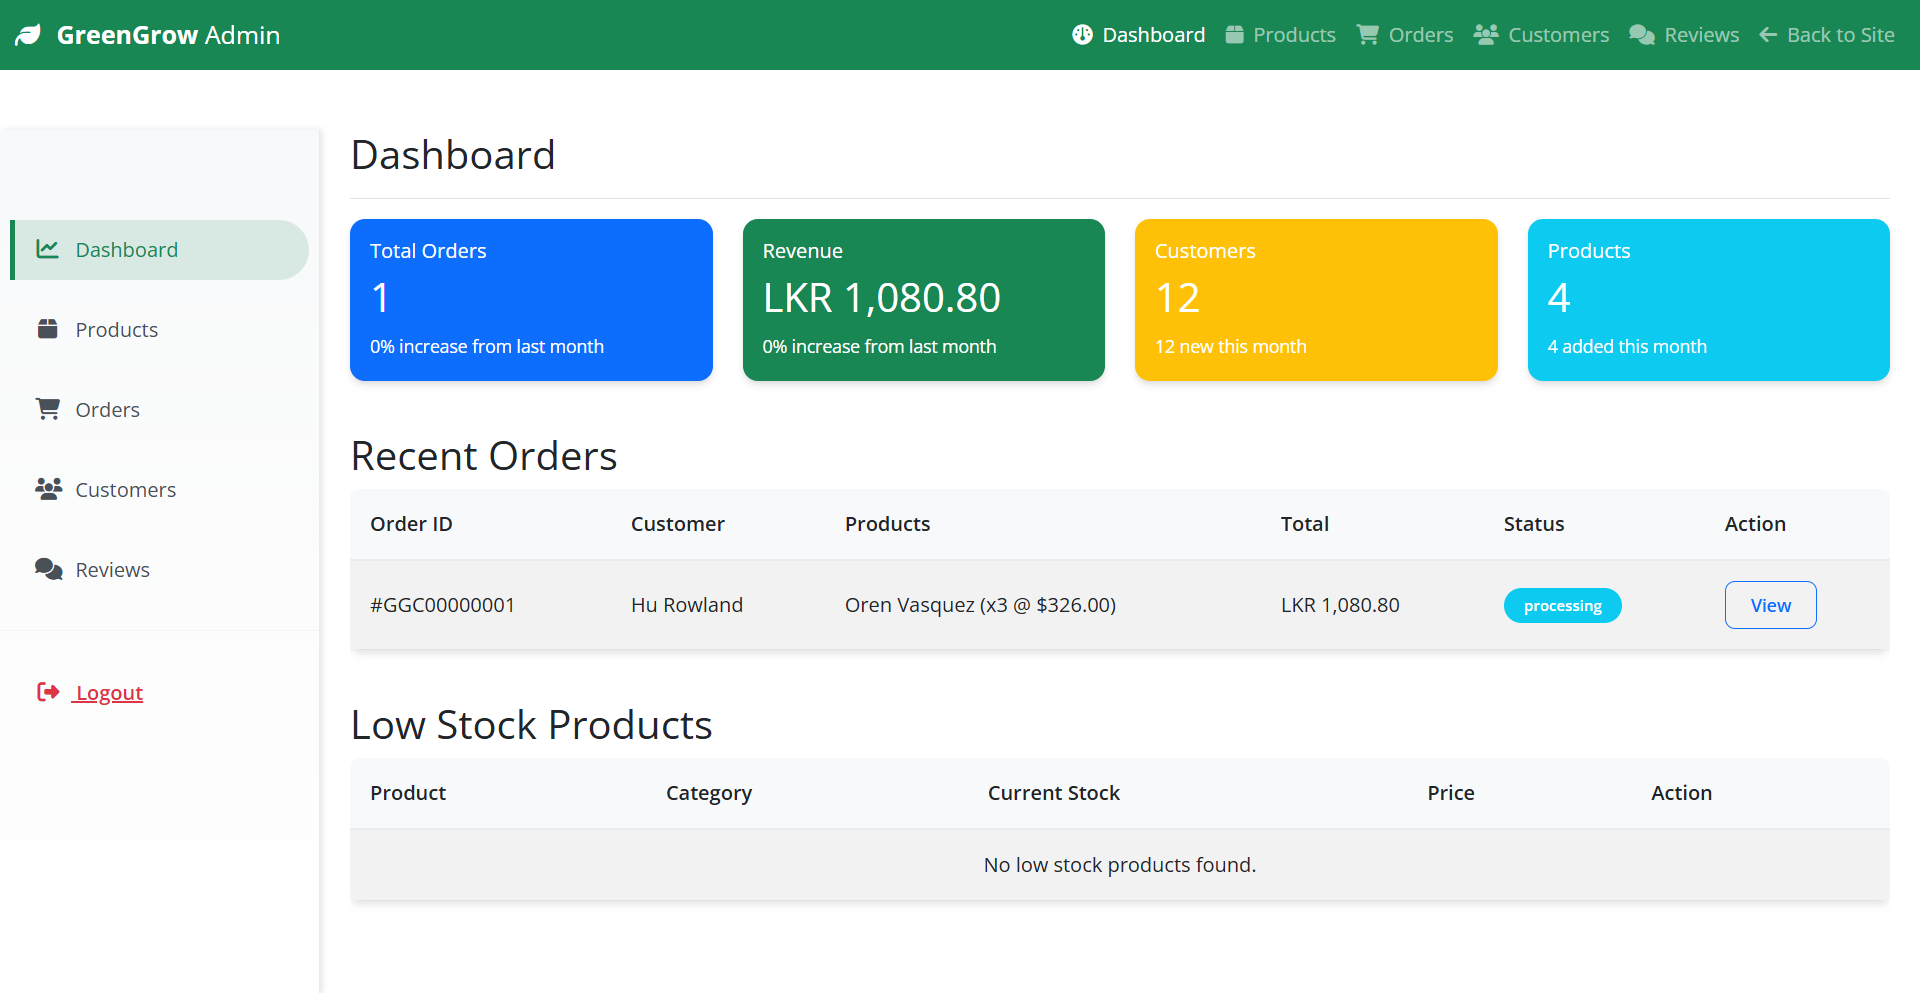 GreenGrow Admin
Dashboard Products Orders Customers Reviews Back to Site
Dashboard
Products
Orders
Customers
Reviews
Logout
Dashboard
Total Orders
1
0% increase from last month
Revenue
LKR 1,080.80
0% increase from last month
Customers
12
12 new this month
Products
4
4 added this month
Recent Orders
Order ID Customer Products Total Status Action
#GGC00000001 Hu Rowland Oren Vasquez (x3 @ $326.00) LKR 1,080.80 processing View
Low Stock Products
Product Category Current Stock Price Action
No low stock products found.